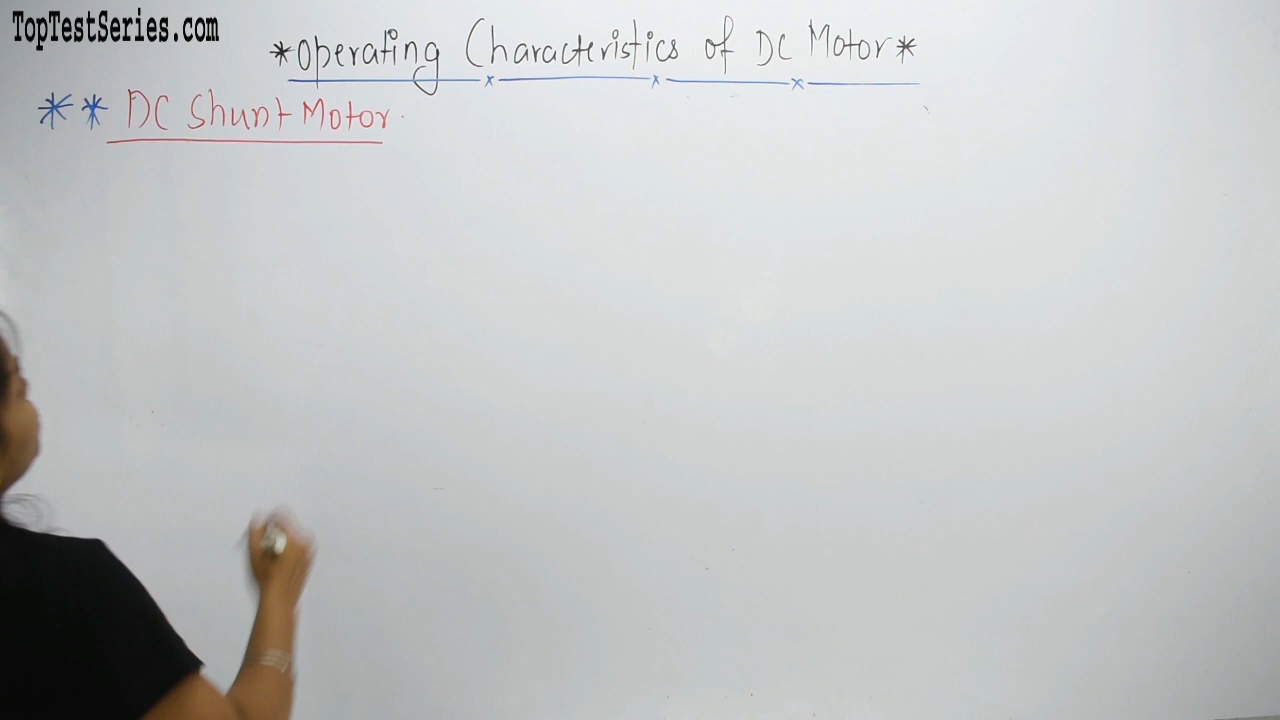 TopTestSeries.com
*Operating Characteristics of DC Motor*
** DC Shunt Motor